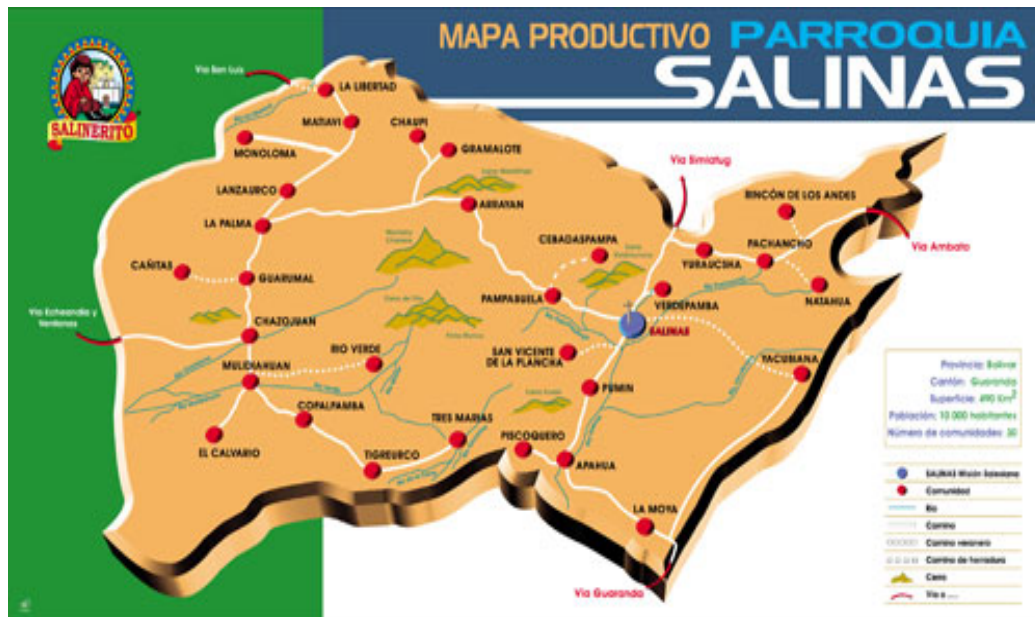 MAPA PRODUCTIVO PARROQUIA
SALINAS
SALINERITO
Vía San Luis
LA LIBERTAD
MATIAVI
CHAUPI
MONOLOMA
GRAMALOTE
LANZAURCO
ARRAYAN
LA PALMA
Vía Simiatug
RINCÓN DE LOS ANDES
CEBADASPAMPA
PACHANCHO
Vía Ambato
YURAUCSHA
CAÑITAS
GUARUMAL
NATAHUA
PAMBABUELA
VERDEPAMBA
Vía Echeandia y
Ventanas
CHAZOJUAN
SALINAS
SAN VICENTE
DE LA PLANCHA
RIO VERDE
YACUBIANA
MULIDIAHUAN
PUMIN
COPALPAMBA
TRES MARIAS
EL CALVARIO
TIGREURCO
PISCOQUERO
APAHUA
LA MOYA
Vía Guaranda
Provincia: Bolívar
Cantón: Guaranda
Superficie: 490 Km2
Población: 10 000 habitantes
Número de comunidades: 30
SALINAS Misión Salesiana
Comunidad
Río
Camino
Camino veranero
Camino de herradura
Cerro
Vía a .....